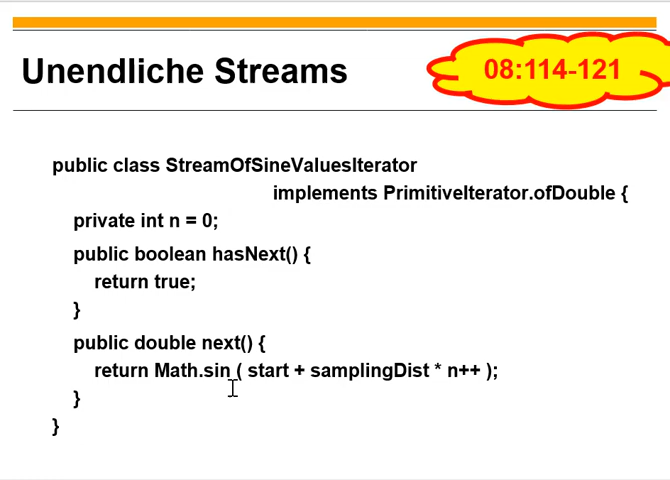 Unendliche Streams
08:114-121
public class StreamOfSineValuesIterator
implements PrimitiveIterator.ofDouble {
private int n = 0;
public boolean hasNext() {
return true;
}
public double next() {
return Math.sin ( start + samplingDist * n++ );
}
}